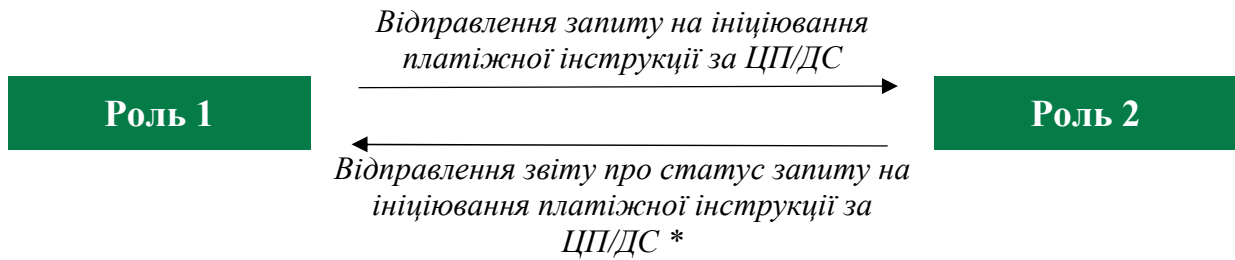 Відправлення запиту на ініціювання
платіжної інструкції за ЦП/ДС
Роль 1
Роль 2
Відправлення звіту про статус запиту на
ініціювання платіжної інструкції за
ЦП/ДС *